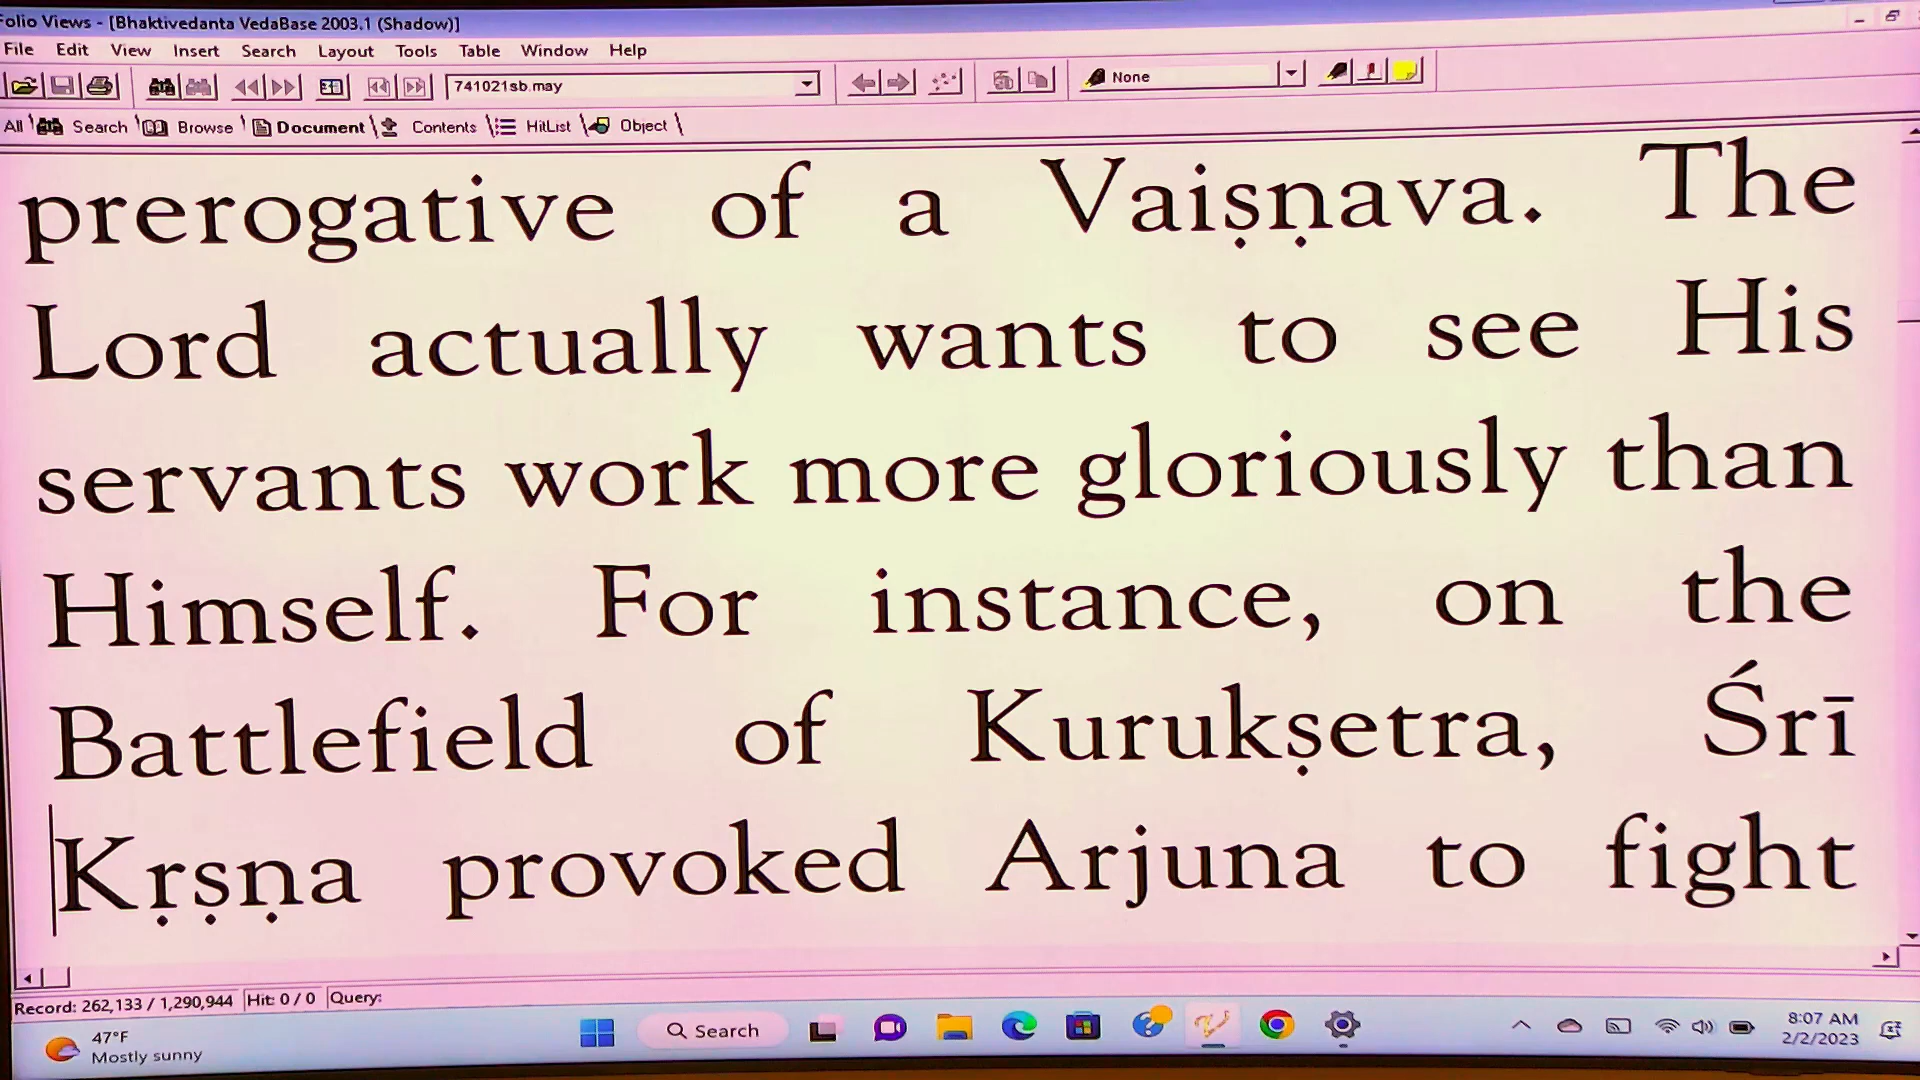 Folio Views - [Bhaktivedanta VedaBase 2003.1 (Shadow)]
File Edit View Insert Search Layout Tools Table Window Help
741021sb.may
None
All Search Browse Document Contents HitList Object
prerogative of a Vaiṣṇava. The
Lord actually wants to see His
servants work more gloriously than
Himself. For instance, on the
Battlefield of Kurukṣetra, Śrī
Kṛṣṇa provoked Arjuna to fight
Record: 262,133 / 1,290,944 Hit: 0 / 0 Query:
47°F
Mostly sunny
Search
8:07 AM
2/2/2023